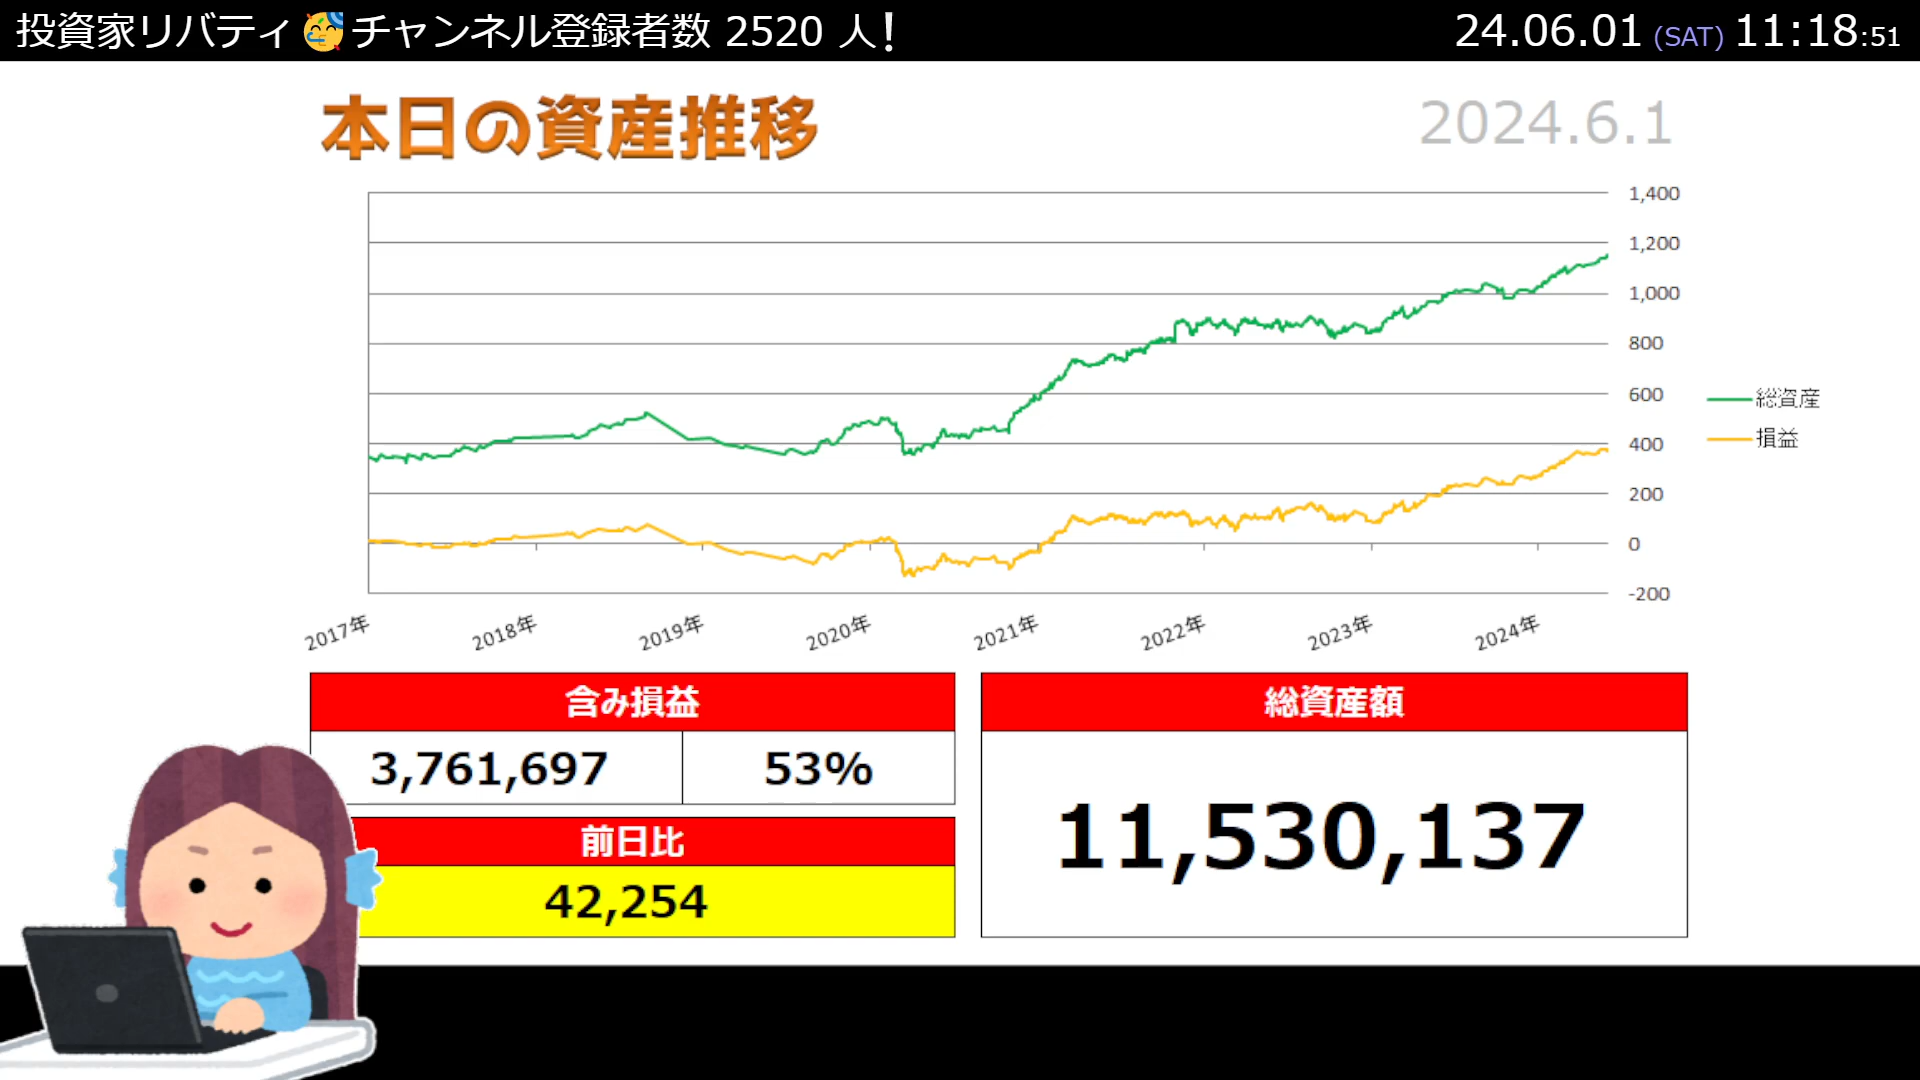 投資家リバティ🥳チャンネル登録者数 2520 人!
24.06.01 (SAT) 11:18:51
本日の資産推移
2024.6.1
1,400
1,200
1,000
800
600
400
200
0
-200
総資産
損益
2017年
2018年
2019年
2020年
2021年
2022年
2023年
2024年
含み損益
3,761,697
53%
前日比
42,254
総資産額
11,530,137